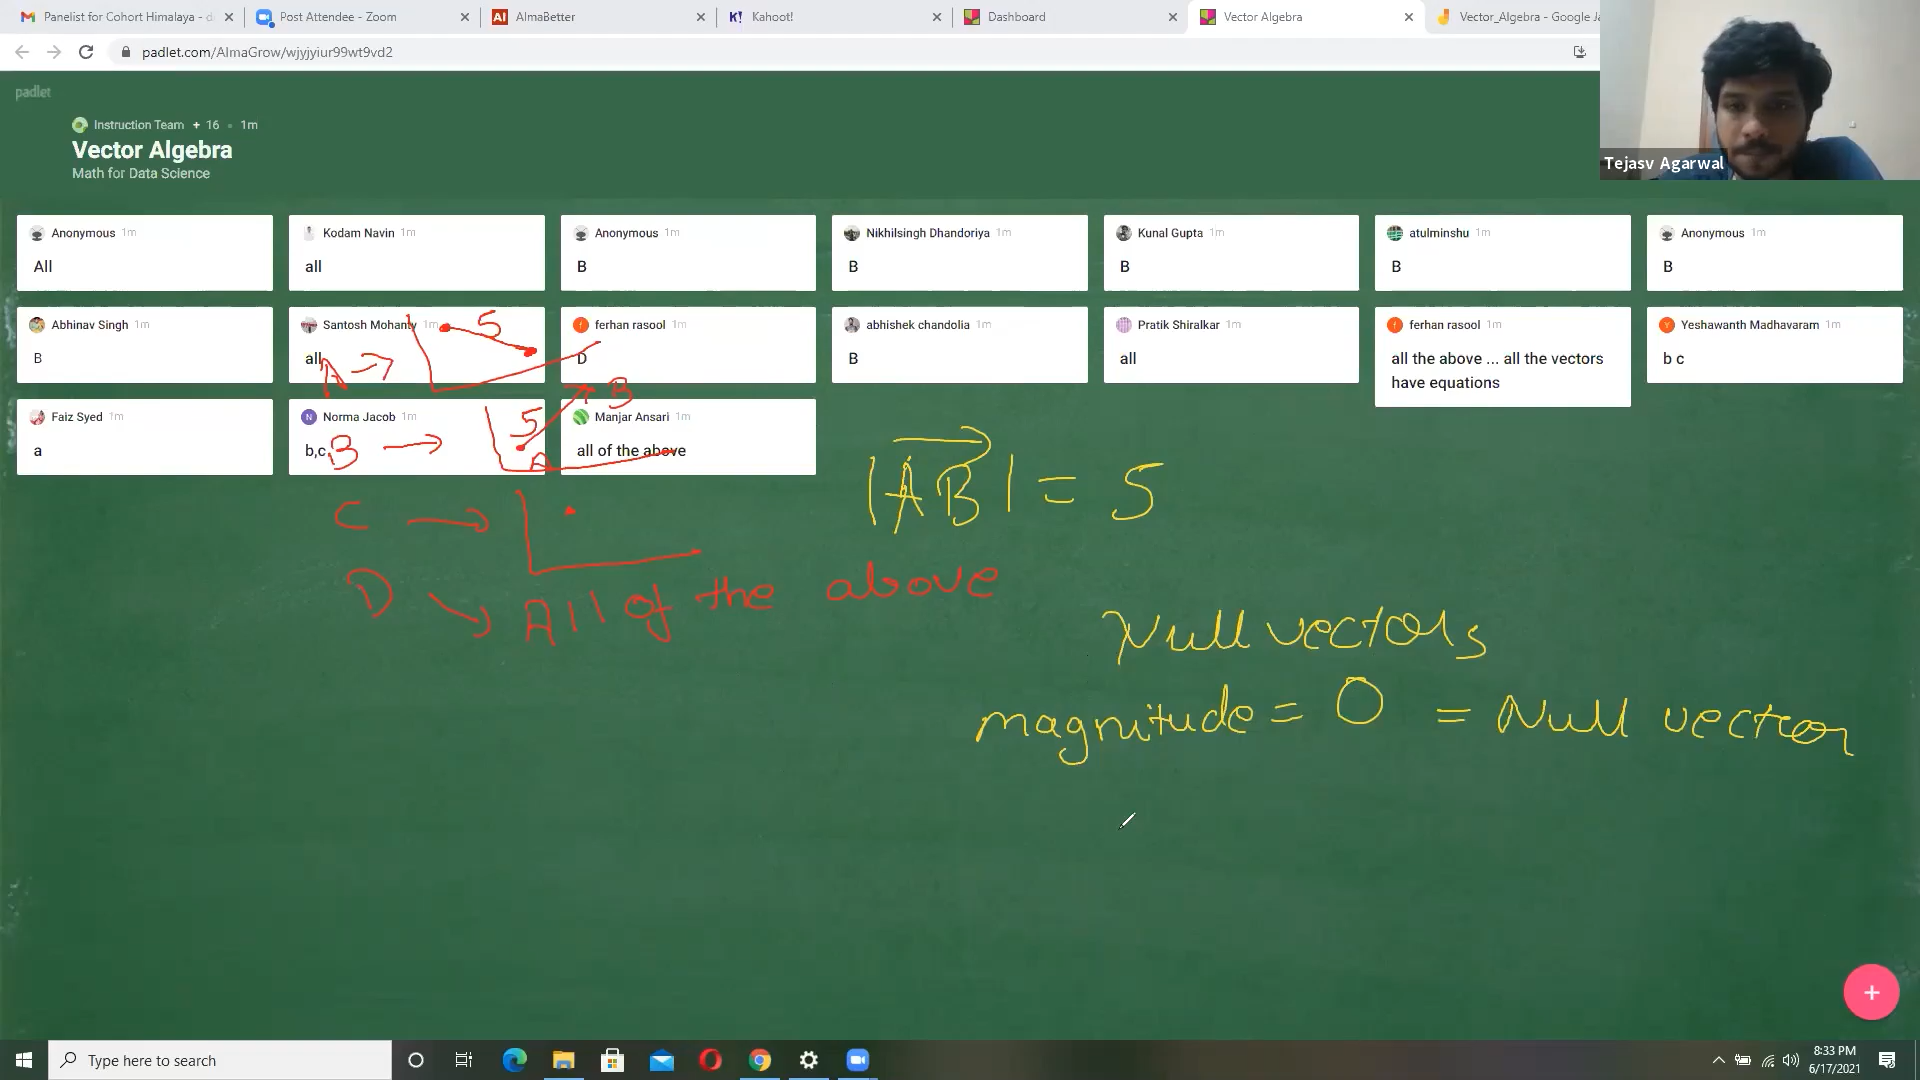 Panelist for Cohort Himalaya - d
Post Attendee - Zoom
AlmaBetter
Kahoot!
Dashboard
Vector Algebra
Vector_Algebra - Google Ja
padlet.com/AlmaGrow/wjyjyiur99wt9vd2
Tejasv Agarwal
padlet
Instruction Team + 16 • 1m
Vector Algebra
Math for Data Science
Anonymous 1m
All
Kodam Navin 1m
all
Anonymous 1m
B
Nikhilsingh Dhandoriya 1m
B
Kunal Gupta 1m
B
atulminshu 1m
B
Anonymous 1m
B
Abhinav Singh 1m
B
Santosh Mohanty 1m
all
ferhan rasool 1m
D
abhishek chandolia 1m
B
Pratik Shiralkar 1m
all
ferhan rasool 1m
all the above ... all the vectors
have equations
Yeshawanth Madhavaram 1m
b c
Faiz Syed 1m
a
Norma Jacob 1m
b,c
Manjar Ansari 1m
all of the above
A → 5
B → 5 A B
C →
D → All of the above
|AB| = 5
Null vectors
magnitude = 0 = Null vector
Type here to search
8:33 PM
6/17/2021